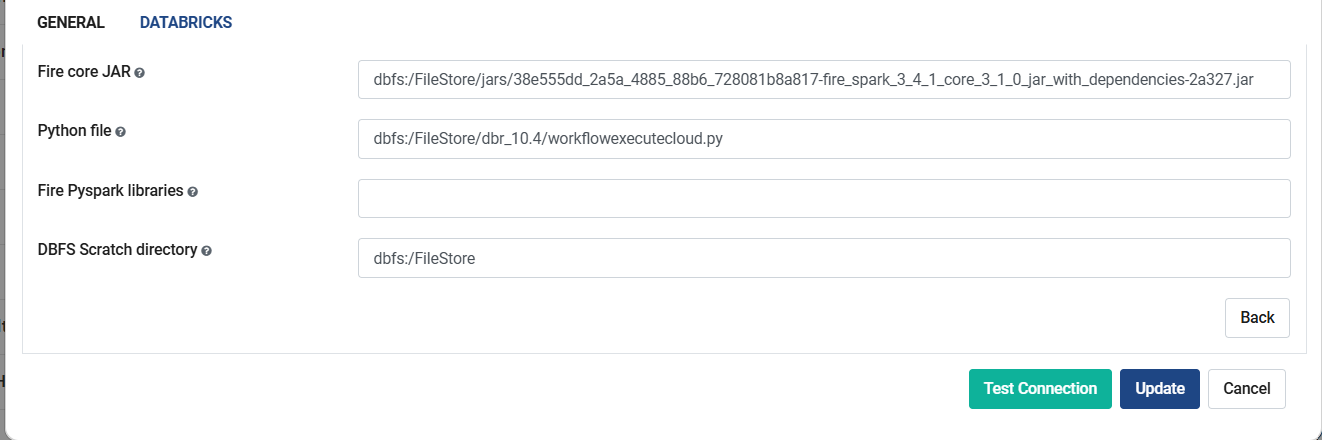 GENERAL DATABRICKS
Fire core JAR dbfs:/FileStore/jars/38e555dd_2a5a_4885_88b6_728081b8a817-fire_spark_3_4_1_core_3_1_0_jar_with_dependencies-2a327.jar
Python file dbfs:/FileStore/dbr_10.4/workflowexecutecloud.py
Fire Pyspark libraries
DBFS Scratch directory dbfs:/FileStore
Back
Test Connection Update Cancel